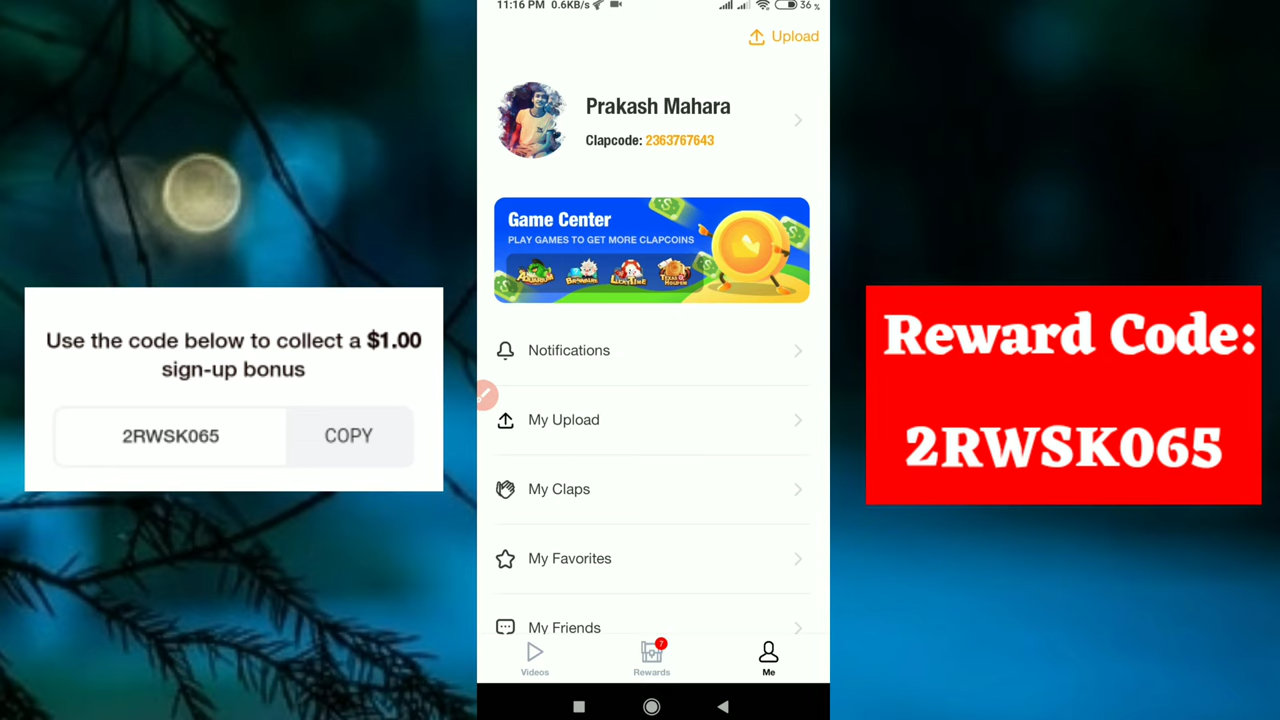 Use the code below to collect a $1.00
sign-up bonus
2RWSK065
COPY
11:16 PM 0.6KB/s
36 %
Upload
Prakash Mahara
Clapcode: 2363767643
Game Center
PLAY GAMES TO GET MORE CLAPCOINS
Notifications
My Upload
My Claps
My Favorites
My Friends
Videos
7
Rewards
Me
Reward Code:
2RWSK065